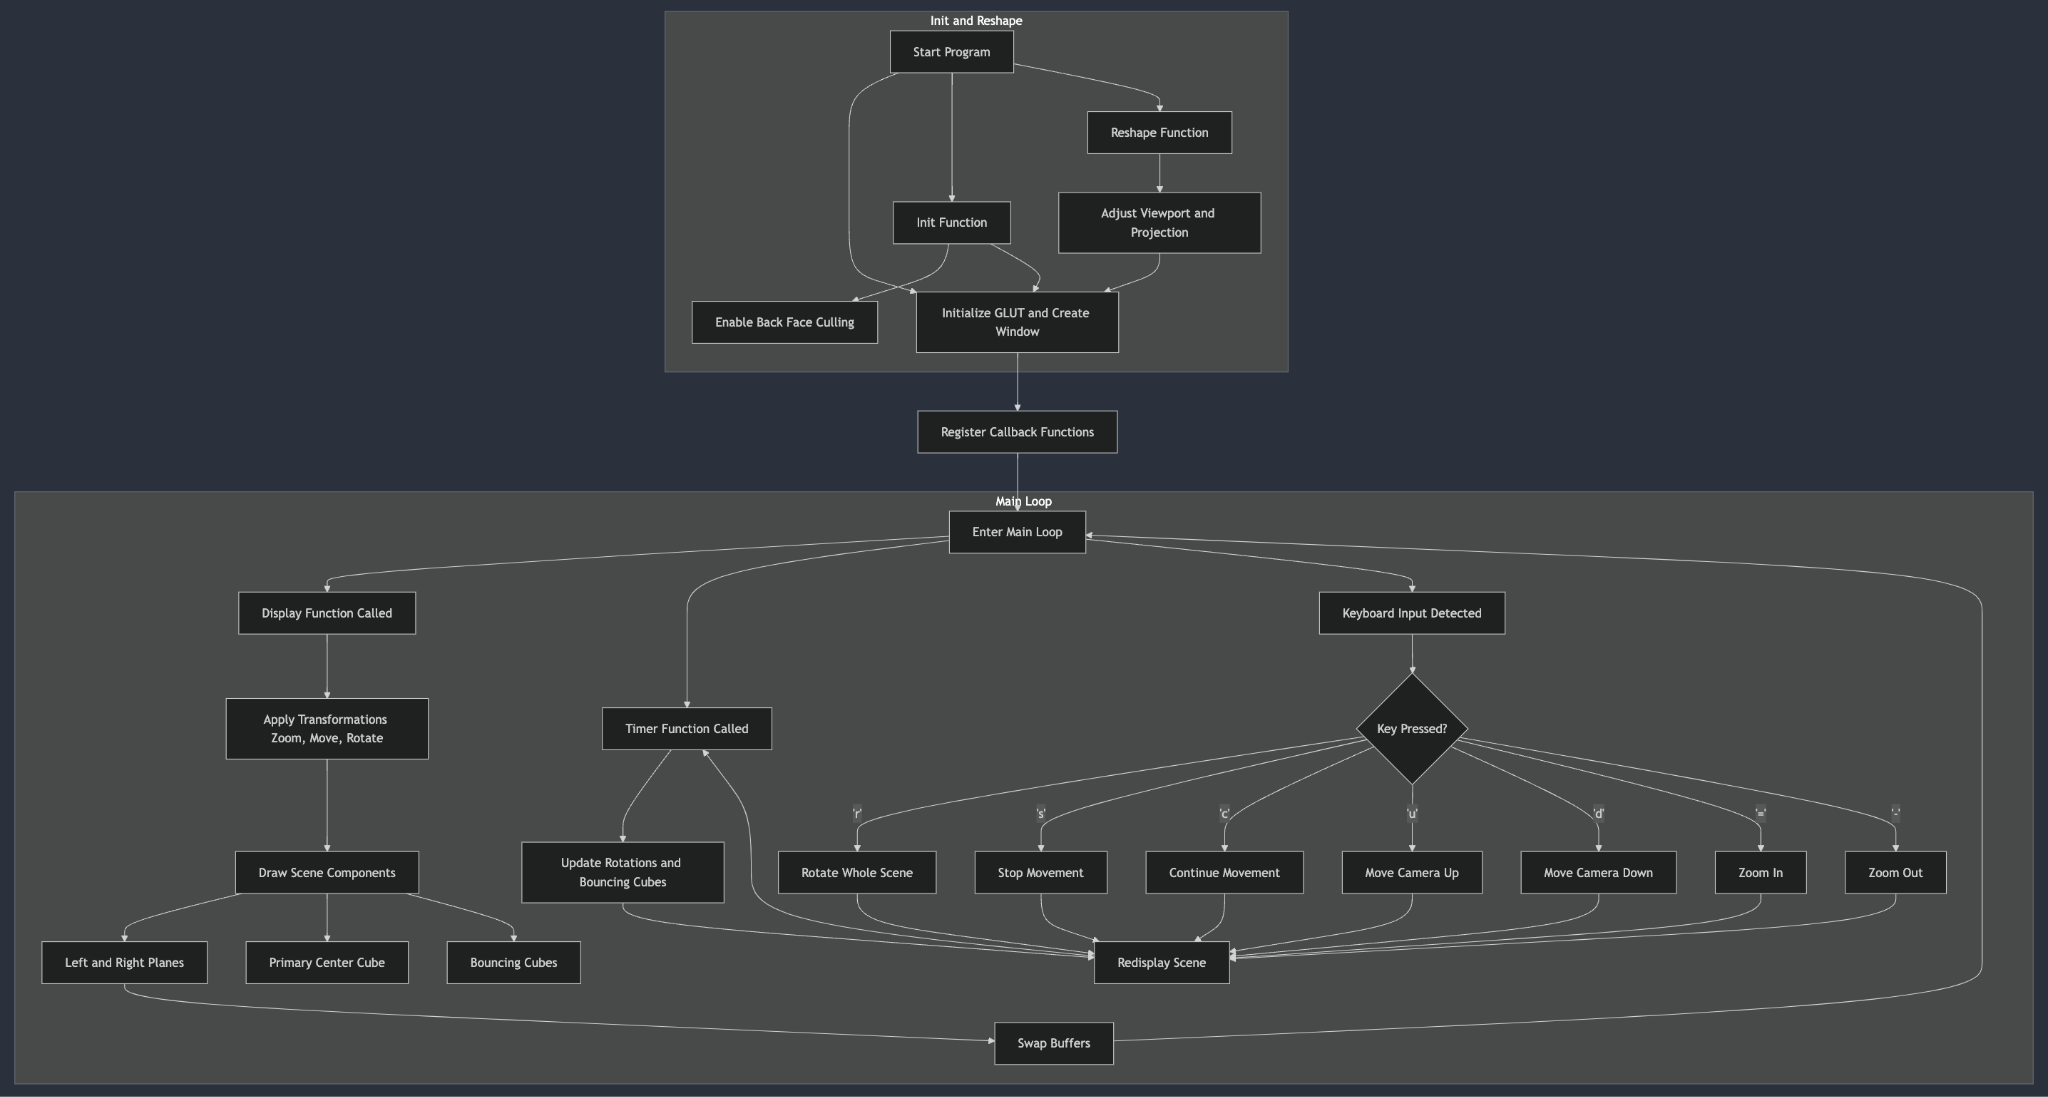 Init and Reshape
Start Program
Reshape Function
Init Function
Adjust Viewport and
Projection
Enable Back Face Culling
Initialize GLUT and Create
Window
Register Callback Functions
Main Loop
Enter Main Loop
Display Function Called
Keyboard Input Detected
Apply Transformations
Zoom, Move, Rotate
Timer Function Called
Key Pressed?
'r'
's'
'c'
'u'
'd'
'='
'-'
Draw Scene Components
Update Rotations and
Bouncing Cubes
Rotate Whole Scene
Stop Movement
Continue Movement
Move Camera Up
Move Camera Down
Zoom In
Zoom Out
Left and Right Planes
Primary Center Cube
Bouncing Cubes
Redisplay Scene
Swap Buffers